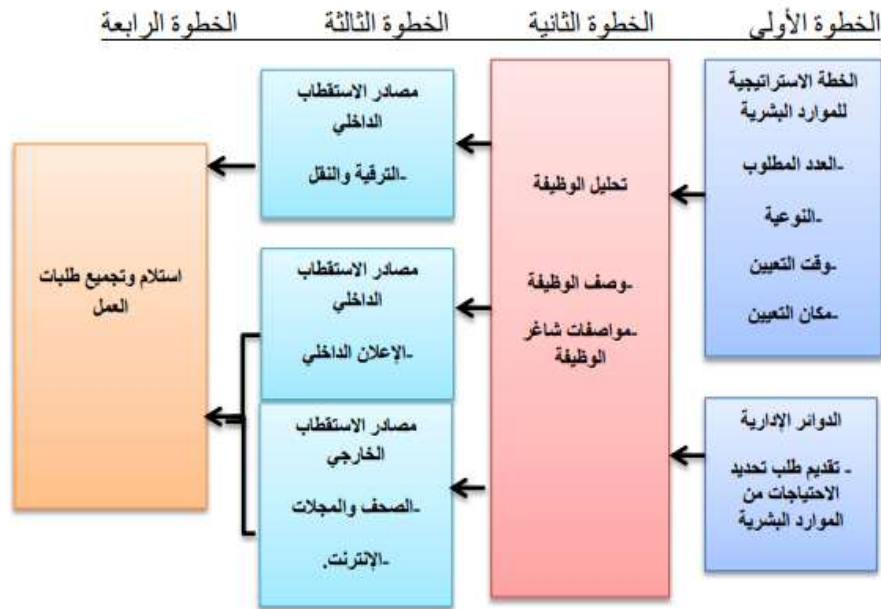 الخطوة الأولى الخطوة الثانية الخطوة الثالثة الخطوة الرابعة
الخطة الاستراتيجية
للموارد البشرية
-العدد المطلوب
-النوعية
-وقت التعيين
-مكان التعيين
الدوائر الإدارية
- تقديم طلب تحديد
الاحتياجات من
الموارد البشرية
تحليل الوظيفة
-وصف الوظيفة
-مواصفات شاغر
الوظيفة
مصادر الاستقطاب
الداخلي
-الترقية والنقل
مصادر الاستقطاب
الداخلي
-الإعلان الداخلي
مصادر الاستقطاب
الخارجي
-الصحف والمجلات
-الإنترنت.
استلام وتجميع طلبات
العمل